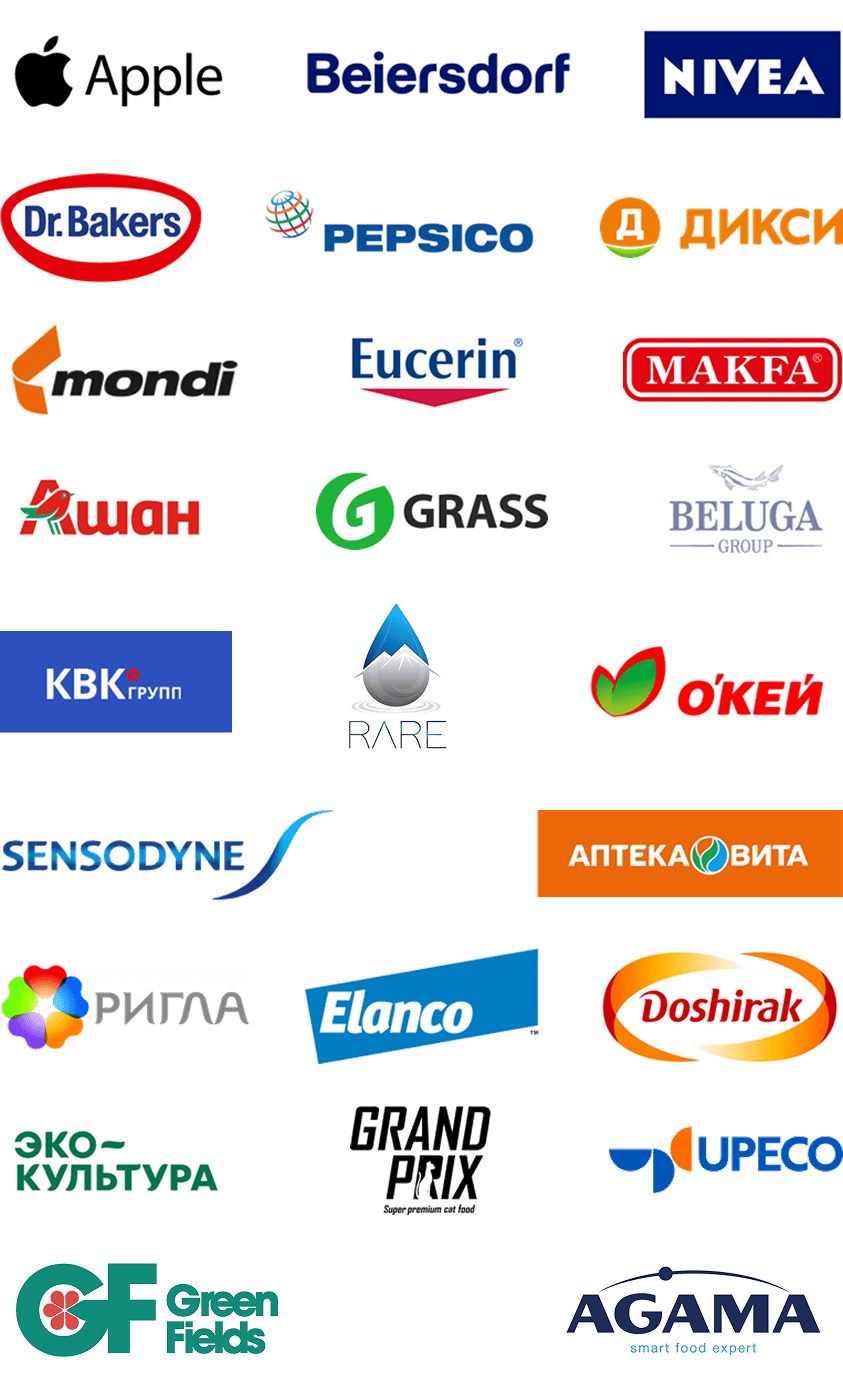 Apple
Beiersdorf
NIVEA
Dr. Bakers
PEPSICO
Д
ДИКСИ
mondi
Eucerin®
MAKFA®
Ашан
G GRASS
BELUGA
GROUP
КВК ГРУПП
RARE
О'КЕЙ
SENSODYNE
АПТЕКА ВИТА
РИГЛА
Elanco
™
Doshirak
ЭКО~
КУЛЬТУРА
GRAND
PRIX
Super premium cat food
UPECO
GF
Green
Fields
AGAMA
smart food expert